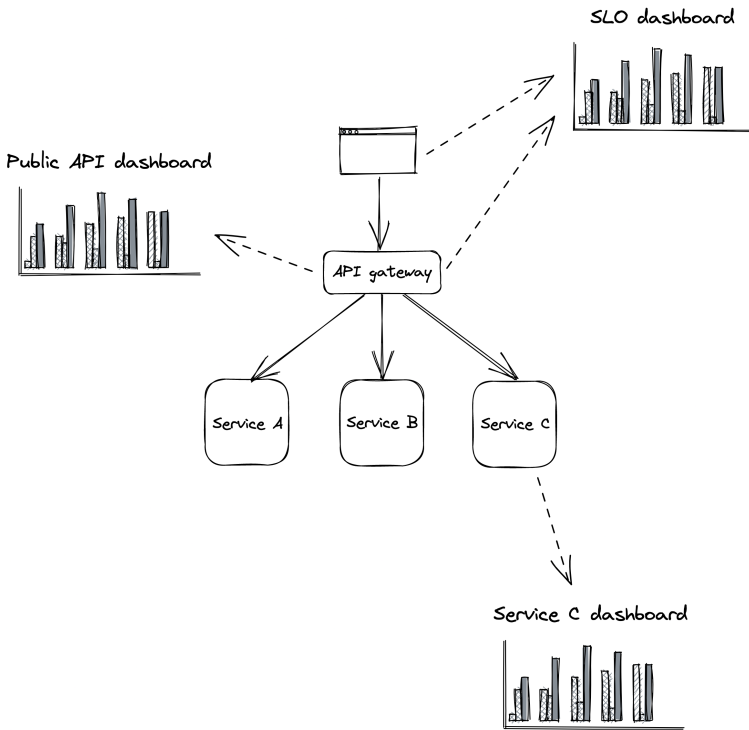 SLO dashboard
Public API dashboard
API gateway
Service A
Service B
Service C
Service C dashboard